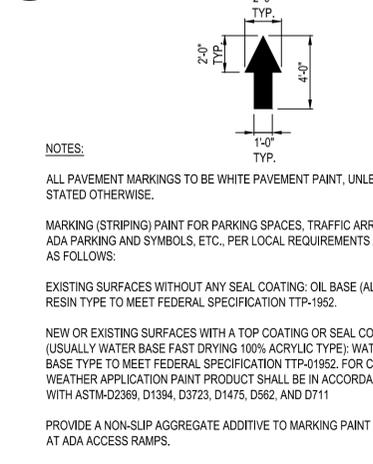 TYP.
2'-0"
TYP.
4'-0"
1'-0"
TYP.
NOTES:
ALL PAVEMENT MARKINGS TO BE WHITE PAVEMENT PAINT, UNLE
STATED OTHERWISE.
MARKING (STRIPING) PAINT FOR PARKING SPACES, TRAFFIC ARR
ADA PARKING AND SYMBOLS, ETC., PER LOCAL REQUIREMENTS
AS FOLLOWS:
EXISTING SURFACES WITHOUT ANY SEAL COATING: OIL BASE (AL
RESIN TYPE TO MEET FEDERAL SPECIFICATION TTP-1952.
NEW OR EXISTING SURFACES WITH A TOP COATING OR SEAL CO
(USUALLY WATER BASE FAST DRYING 100% ACRYLIC TYPE): WAT
BASE TYPE TO MEET FEDERAL SPECIFICATION TTP-01952. FOR C
WEATHER APPLICATION PAINT PRODUCT SHALL BE IN ACCORDA
WITH ASTM-D2369, D1394, D3723, D1475, D562, AND D711
PROVIDE A NON-SLIP AGGREGATE ADDITIVE TO MARKING PAINT
AT ADA ACCESS RAMPS.